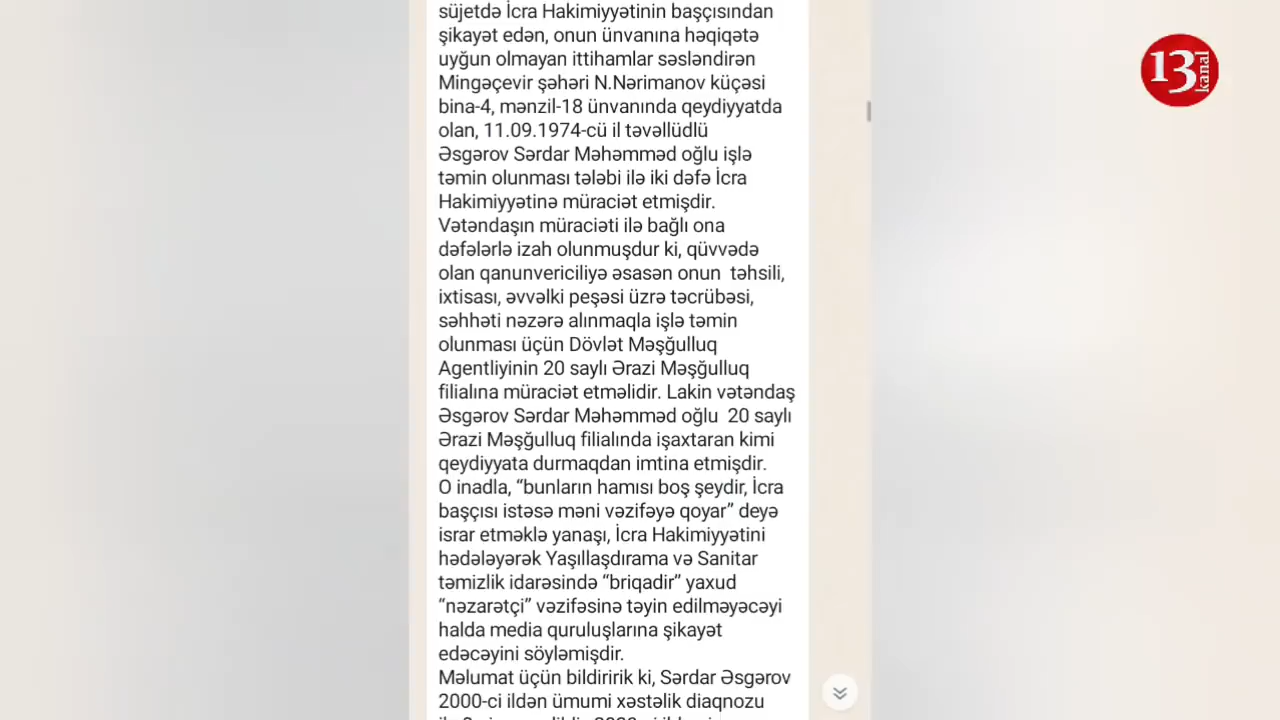 süjetdə İcra Hakimiyyətinin başçısından
şikayət edən, onun ünvanına həqiqətə
uyğun olmayan ittihamlar səsləndirən
Mingəçevir şəhəri N.Nərimanov küçəsi
bina-4, mənzil-18 ünvanında qeydiyyatda
olan, 11.09.1974-cü il təvəllüdlü
Əsgərov Sərdar Məhəmməd oğlu işlə
təmin olunması tələbi ilə iki dəfə İcra
Hakimiyyətinə müraciət etmişdir.
Vətəndaşın müraciəti ilə bağlı ona
dəfələrlə izah olunmuşdur ki, qüvvədə
olan qanunvericiliyə əsasən onun təhsili,
ixtisası, əvvəlki peşəsi üzrə təcrübəsi,
səhhəti nəzərə alınmaqla işlə təmin
olunması üçün Dövlət Məşğulluq
Agentliyinin 20 saylı Ərazi Məşğulluq
filialına müraciət etməlidir. Lakin vətəndaş
Əsgərov Sərdar Məhəmməd oğlu 20 saylı
Ərazi Məşğulluq filialında işaxtaran kimi
qeydiyyata durmaqdan imtina etmişdir.
O inadla, “bunların hamısı boş şeydir, İcra
başçısı istəsə məni vəzifəyə qoyar” deyə
israr etməklə yanaşı, İcra Hakimiyyətini
hədələyərək Yaşıllaşdırama və Sanitar
təmizlik idarəsində “briqadir” yaxud
“nəzarətçi” vəzifəsinə təyin edilməyəcəyi
halda media quruluşlarına şikayət
edəcəyini söyləmişdir.
Məlumat üçün bildiririk ki, Sərdar Əsgərov
2000-ci ildən ümumi xəstəlik diaqnozu
13 kanal